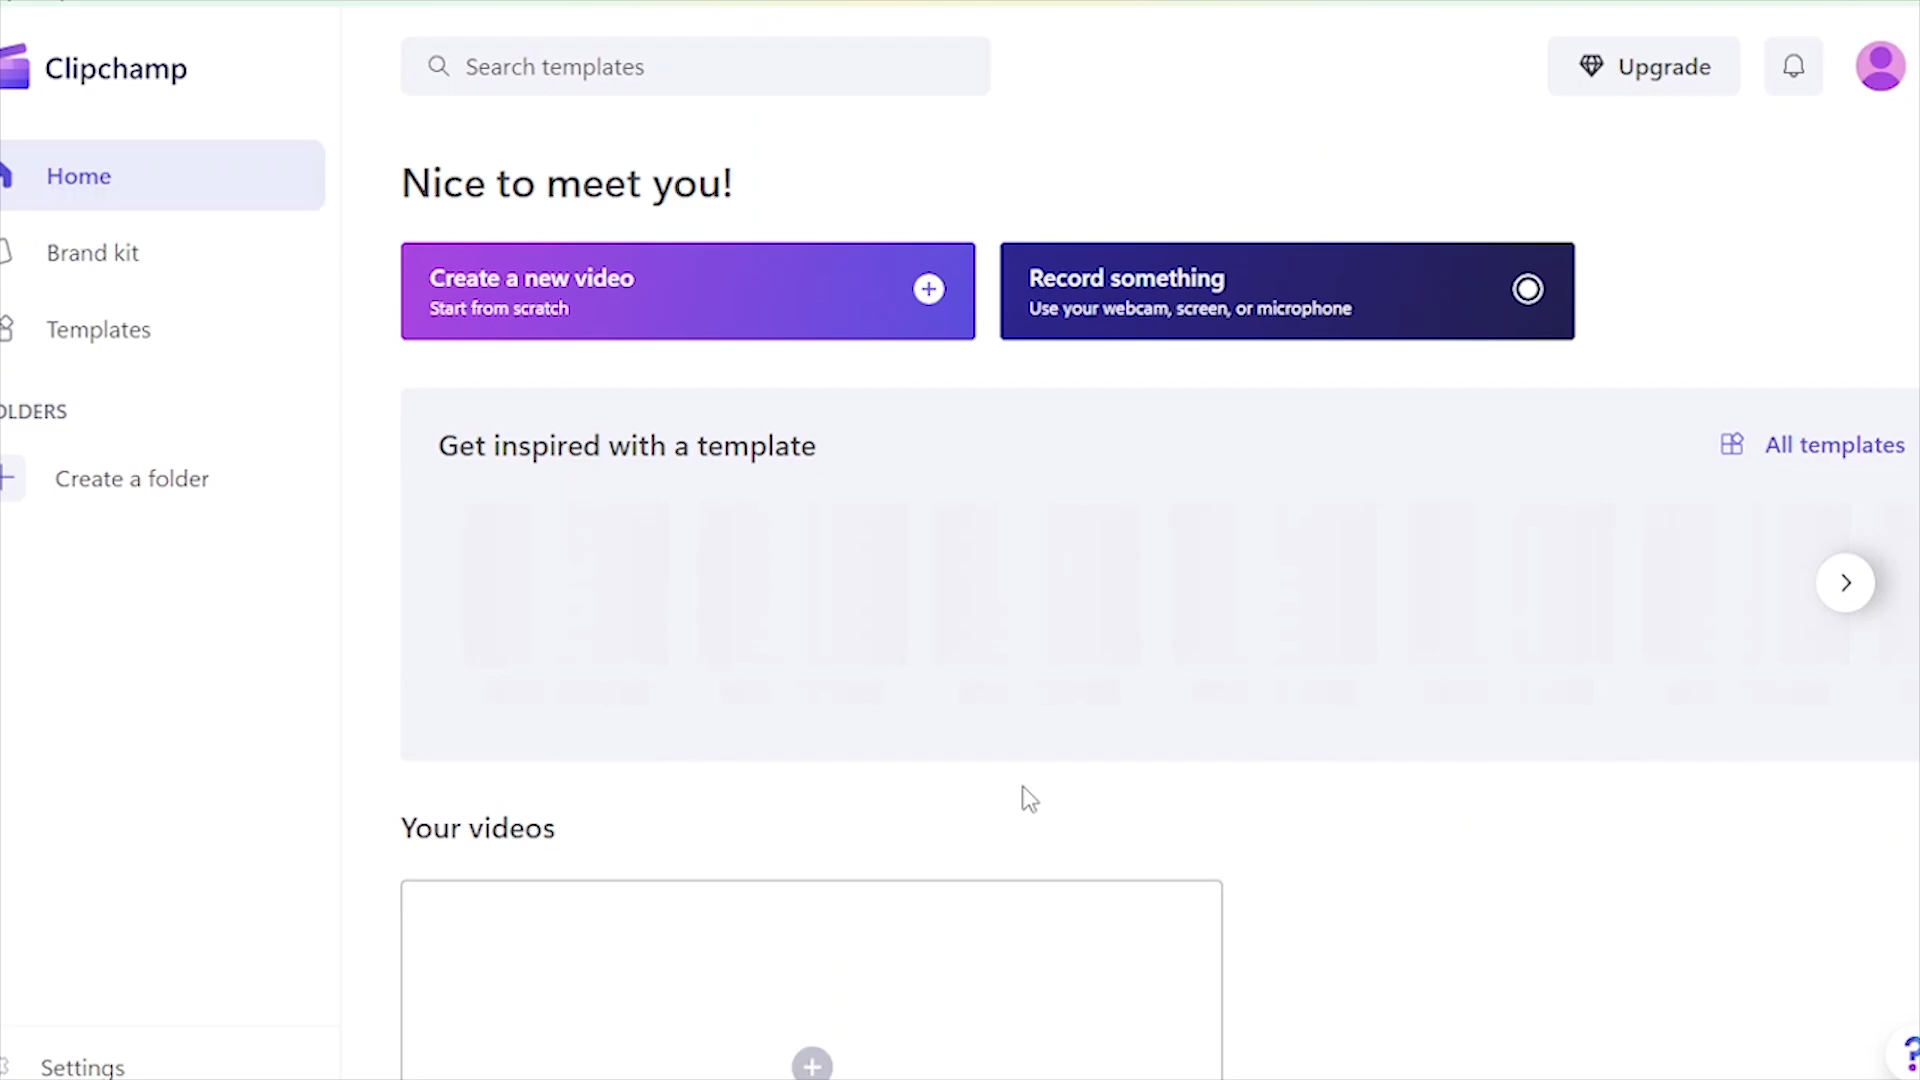 Clipchamp
Search templates
Upgrade
Home
Brand kit
Templates
OLDERS
Create a folder
Settings
Nice to meet you!
Create a new video
Start from scratch
Record something
Use your webcam, screen, or microphone
Get inspired with a template
All templates
Your videos
?